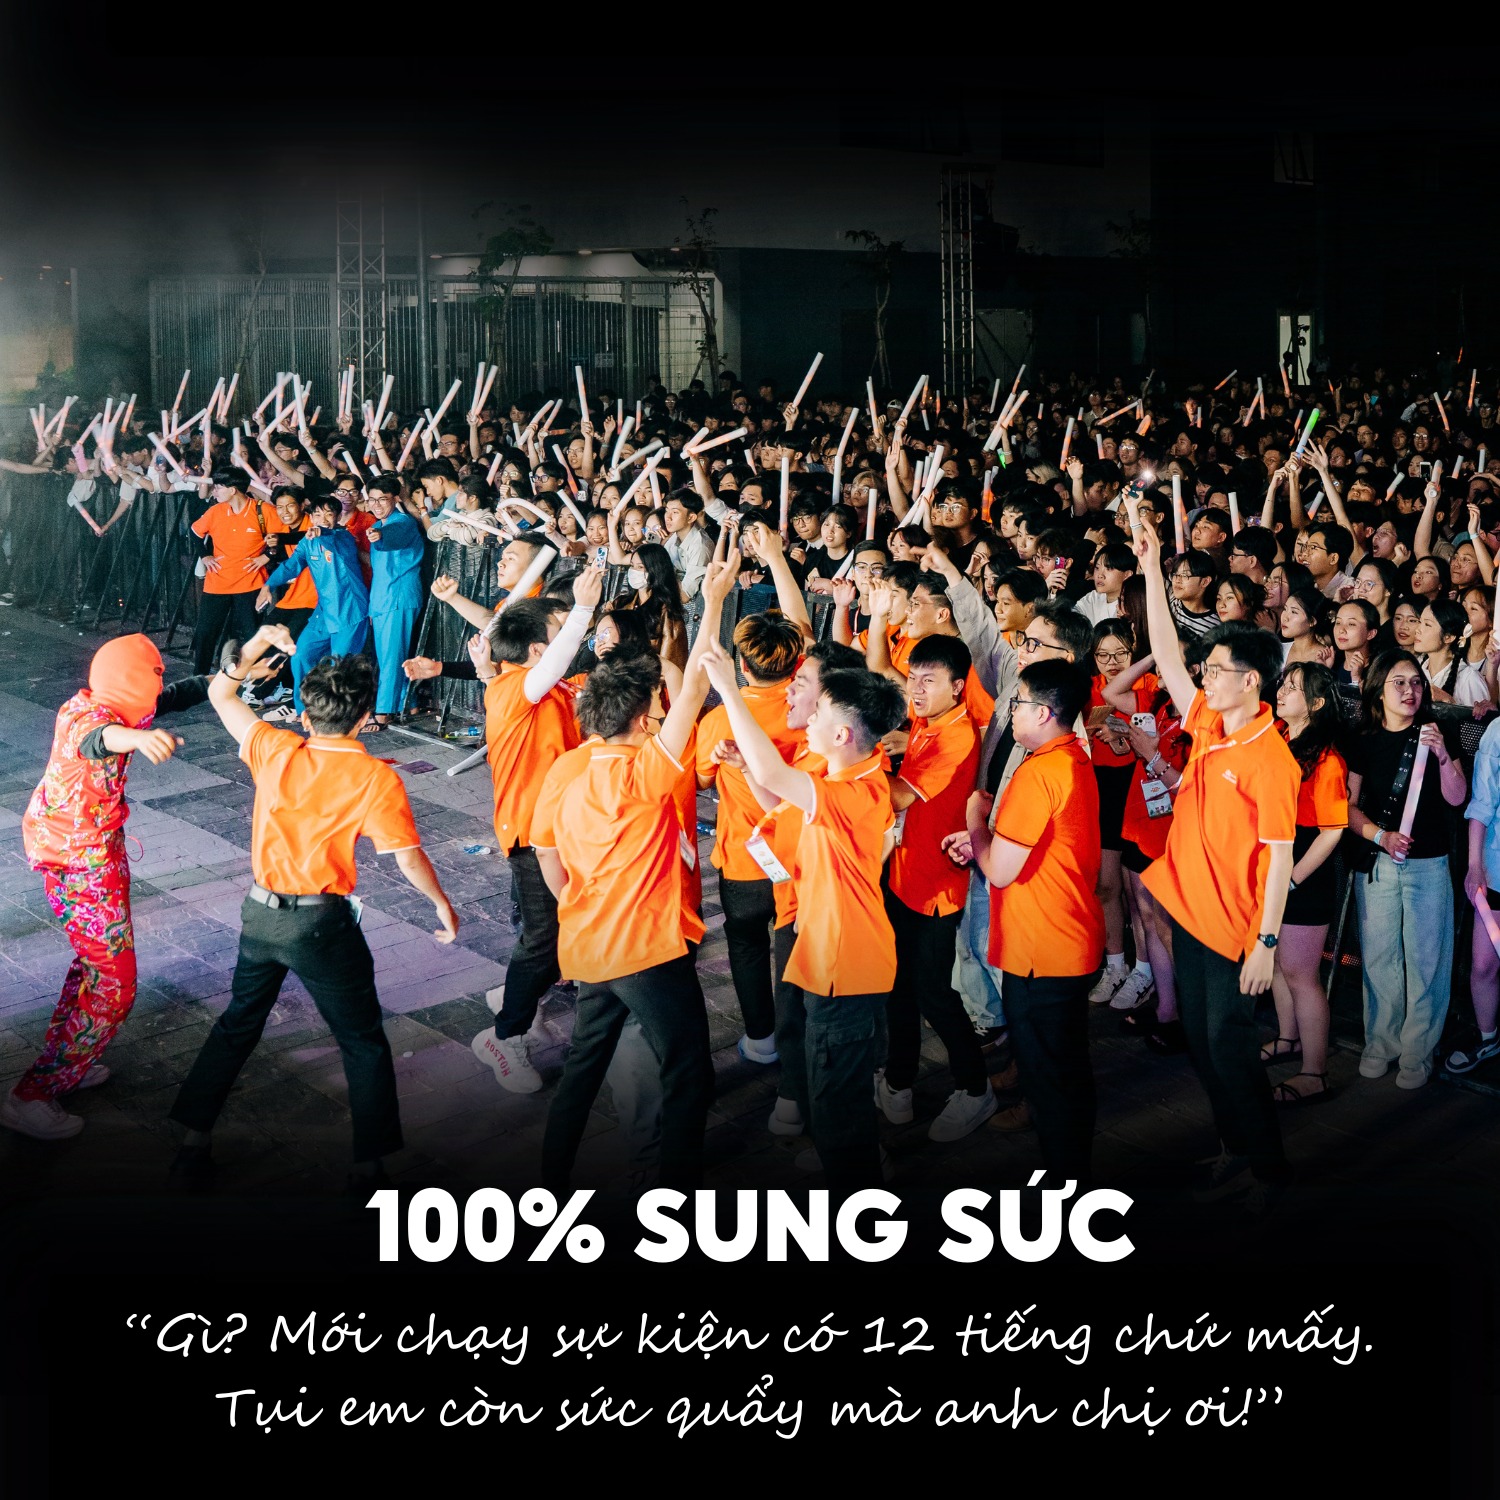 100% SUNG SỨC
“Gì? Mới chạy sự kiện có 12 tiếng chứ mấy.
Tụi em còn sức quẩy mà anh chị ơi!”
BOSTON